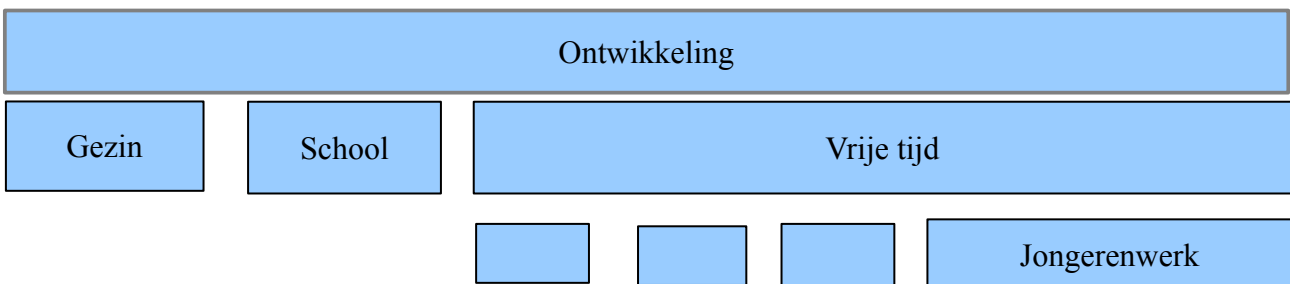 Ontwikkeling
Gezin
School
Vrije tijd
Jongerenwerk